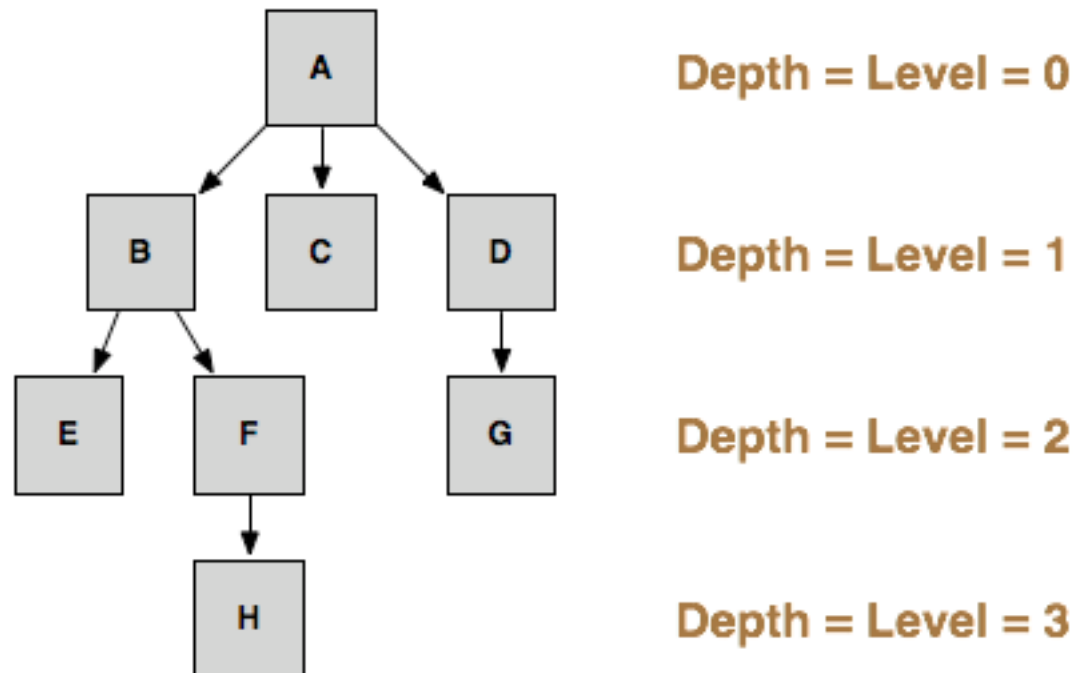 A
Depth = Level = 0
B
C
D
Depth = Level = 1
E
F
G
Depth = Level = 2
H
Depth = Level = 3